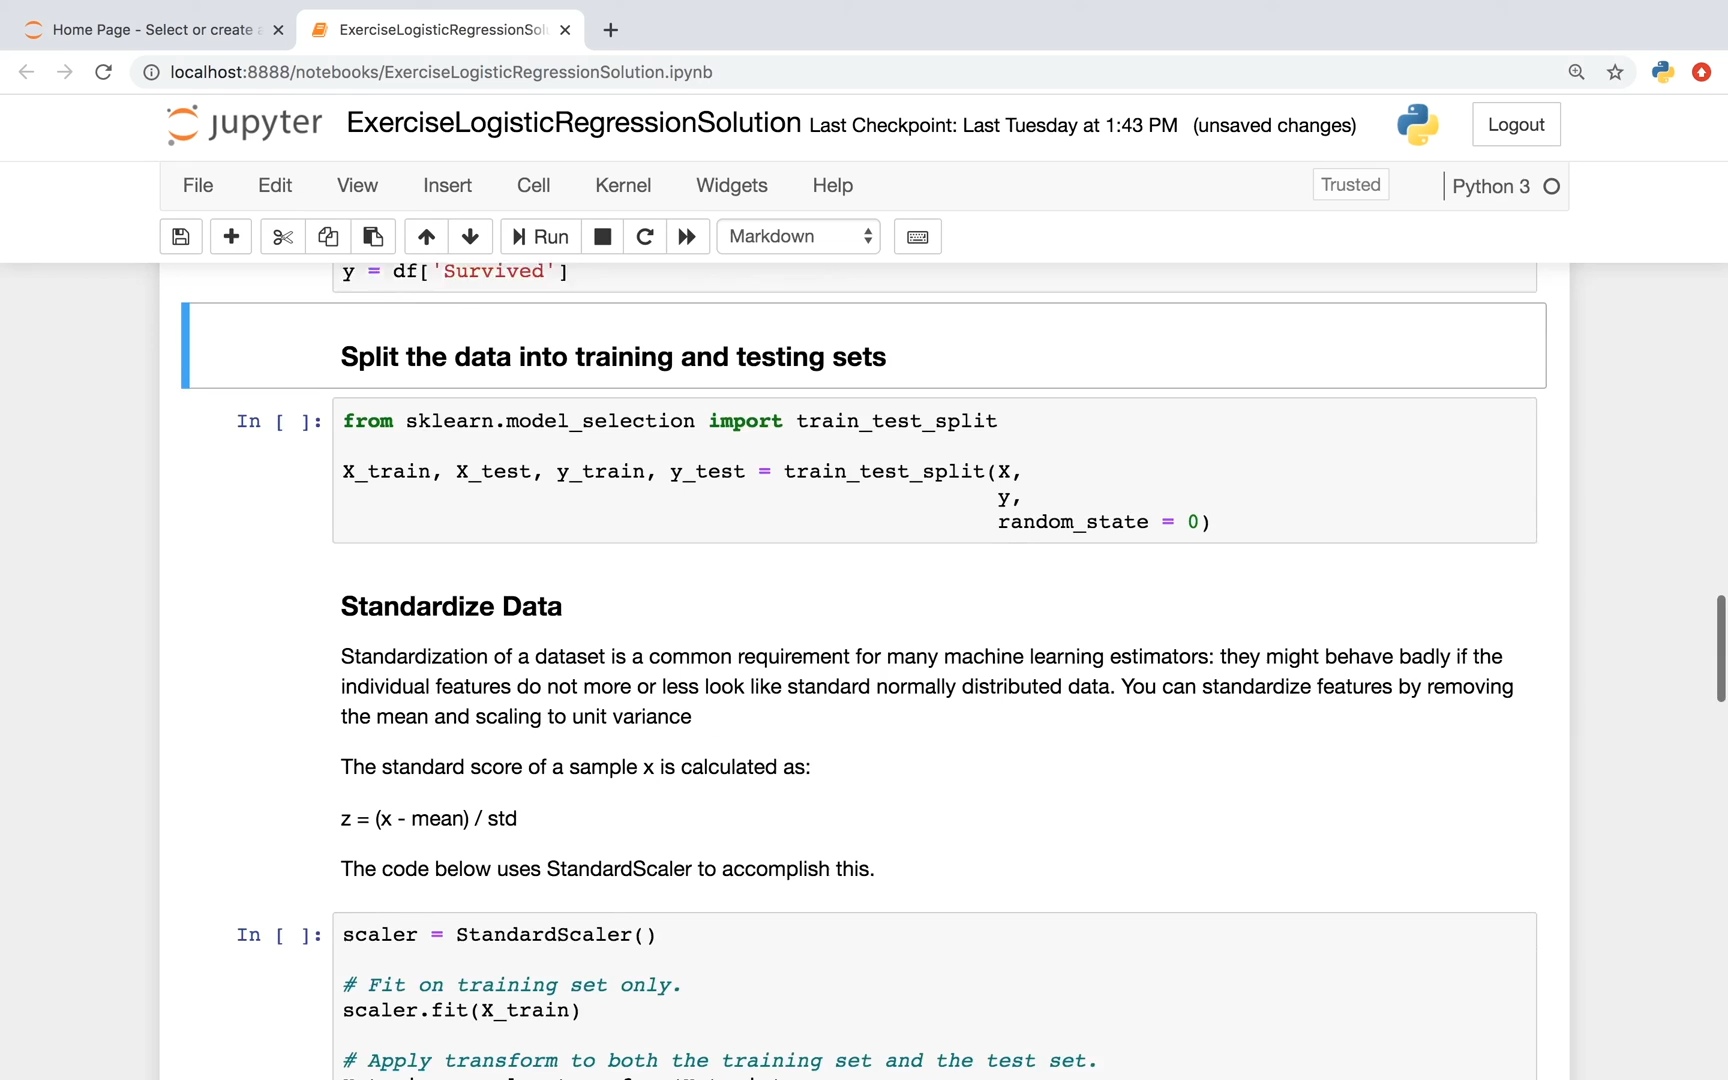 Home Page - Select or create a
ExerciseLogisticRegressionSol
localhost:8888/notebooks/ExerciseLogisticRegressionSolution.ipynb
jupyter ExerciseLogisticRegressionSolution Last Checkpoint: Last Tuesday at 1:43 PM (unsaved changes) Logout
File Edit View Insert Cell Kernel Widgets Help Trusted Python 3
Run Markdown
y = df['Survived']
Split the data into training and testing sets
In [ ]: from sklearn.model_selection import train_test_split
X_train, X_test, y_train, y_test = train_test_split(X,
y,
random_state = 0)
Standardize Data
Standardization of a dataset is a common requirement for many machine learning estimators: they might behave badly if the
individual features do not more or less look like standard normally distributed data. You can standardize features by removing
the mean and scaling to unit variance
The standard score of a sample x is calculated as:
z = (x - mean) / std
The code below uses StandardScaler to accomplish this.
In [ ]: scaler = StandardScaler()
# Fit on training set only.
scaler.fit(X_train)
# Apply transform to both the training set and the test set.